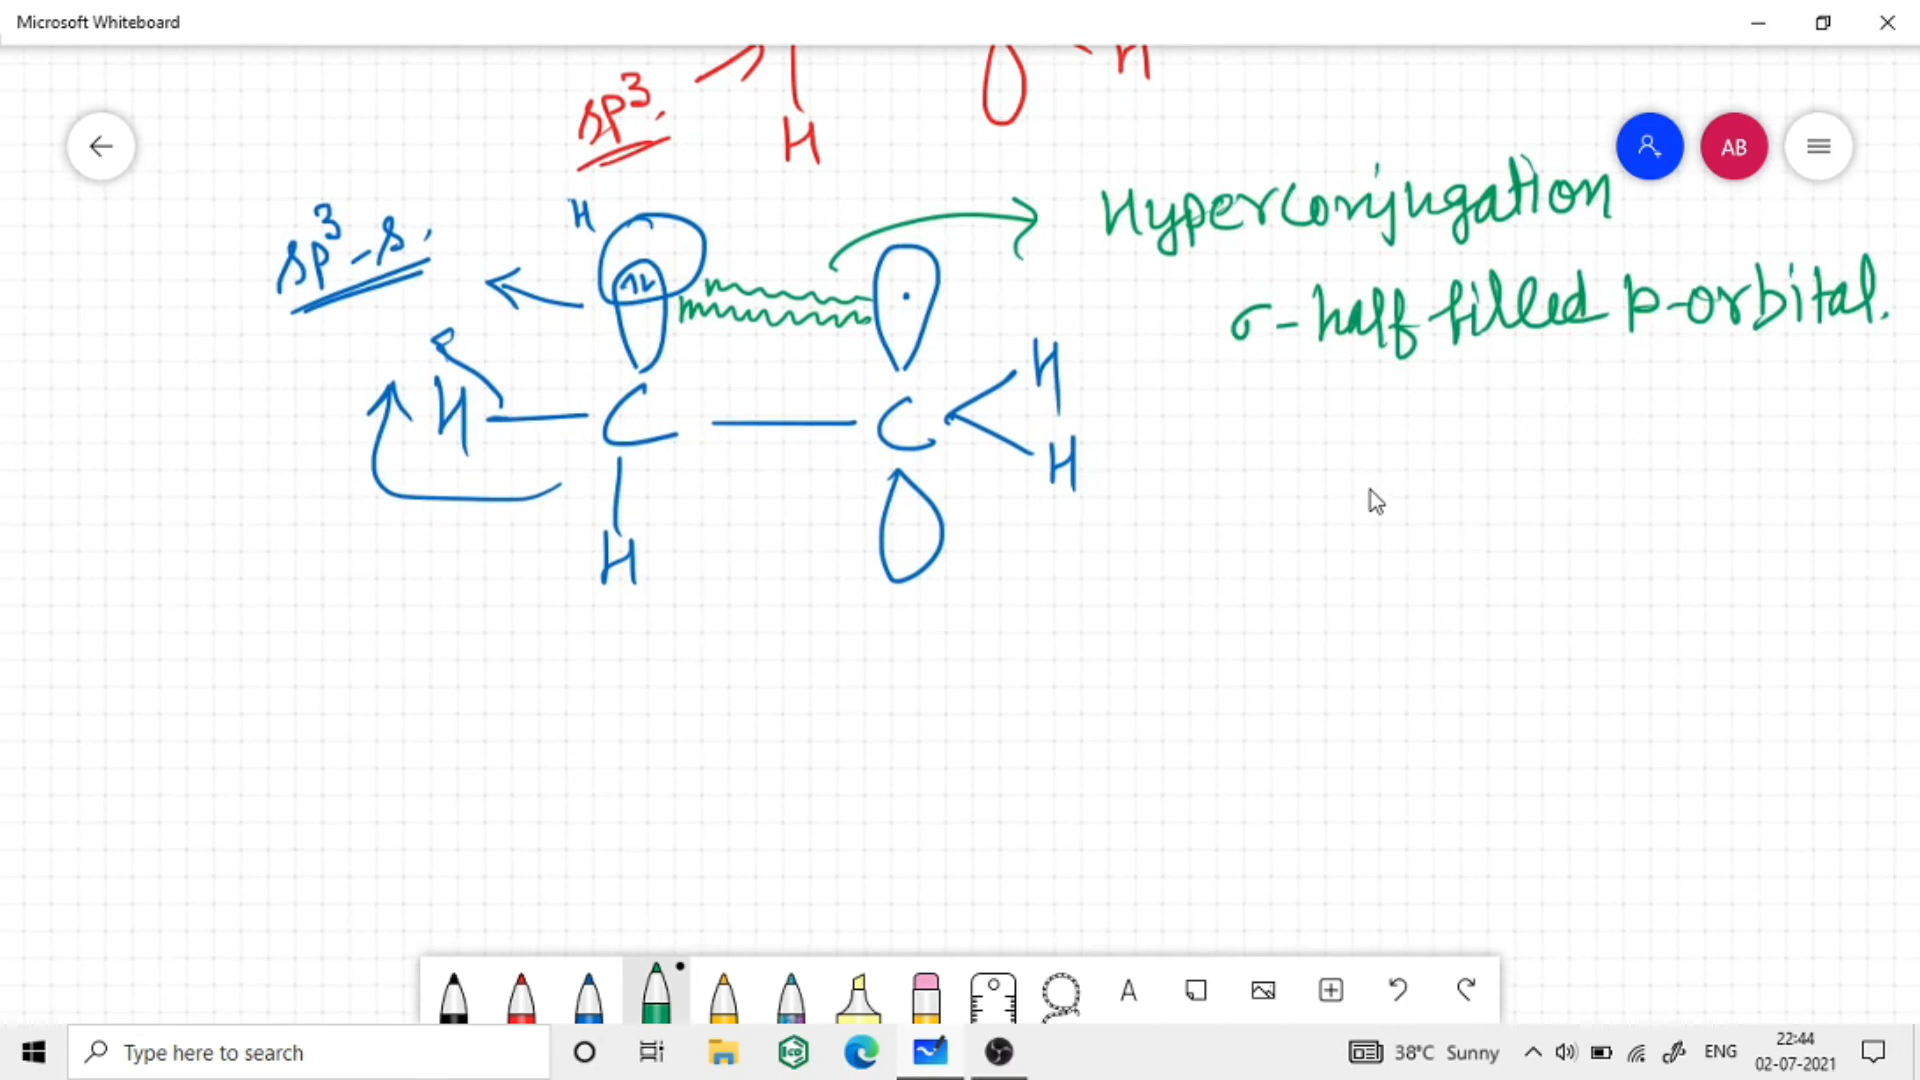 Microsoft Whiteboard
sp³.
H
H
AB
Hyperconjugation
sp³-s.
H
σ- half filled p-orbital.
H
H C C
H
H
A
Type here to search
38°C Sunny
ENG
22:44
02-07-2021